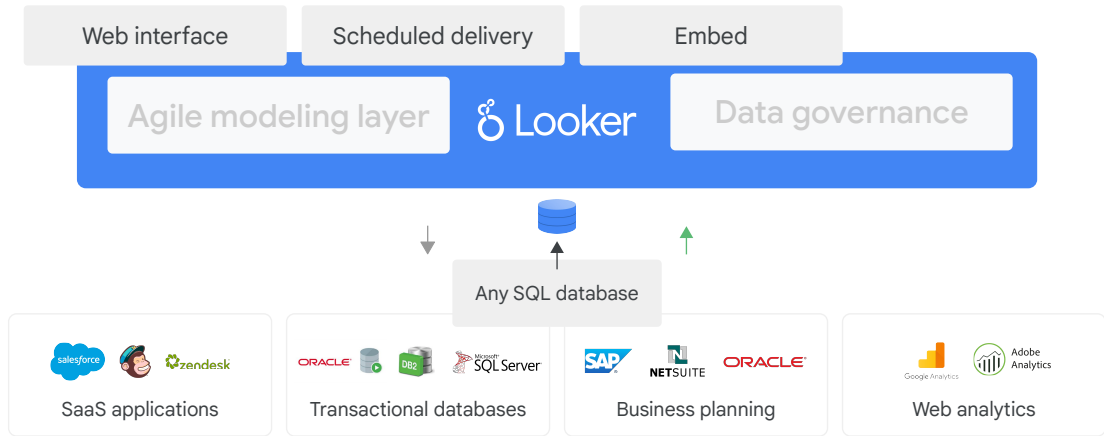 Web interface
Scheduled delivery
Embed
Agile modeling layer
Looker
Data governance
Any SQL database
salesforce
zendesk
ORACLE
DB2
Microsoft
SQL Server
SAP
NETSUITE
ORACLE
Google Analytics
Adobe
Analytics
SaaS applications
Transactional databases
Business planning
Web analytics